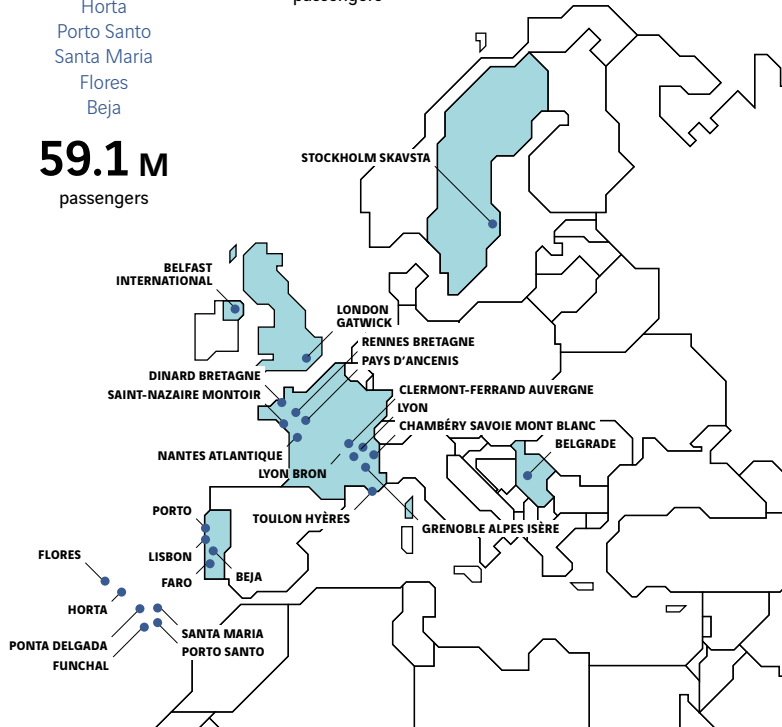 passengers
Horta
Porto Santo
Santa Maria
Flores
Beja
59.1 M
passengers
STOCKHOLM SKAVSTA
BELFAST
INTERNATIONAL
LONDON
GATWICK
RENNES BRETAGNE
PAYS D’ANCENIS
DINARD BRETAGNE
SAINT-NAZAIRE MONTOIR
CLERMONT-FERRAND AUVERGNE
LYON
CHAMBÉRY SAVOIE MONT BLANC
BELGRADE
NANTES ATLANTIQUE
LYON BRON
TOULON HYÈRES
GRENOBLE ALPES ISÈRE
PORTO
LISBON
FARO
BEJA
FLORES
HORTA
PONTA DELGADA
FUNCHAL
SANTA MARIA
PORTO SANTO